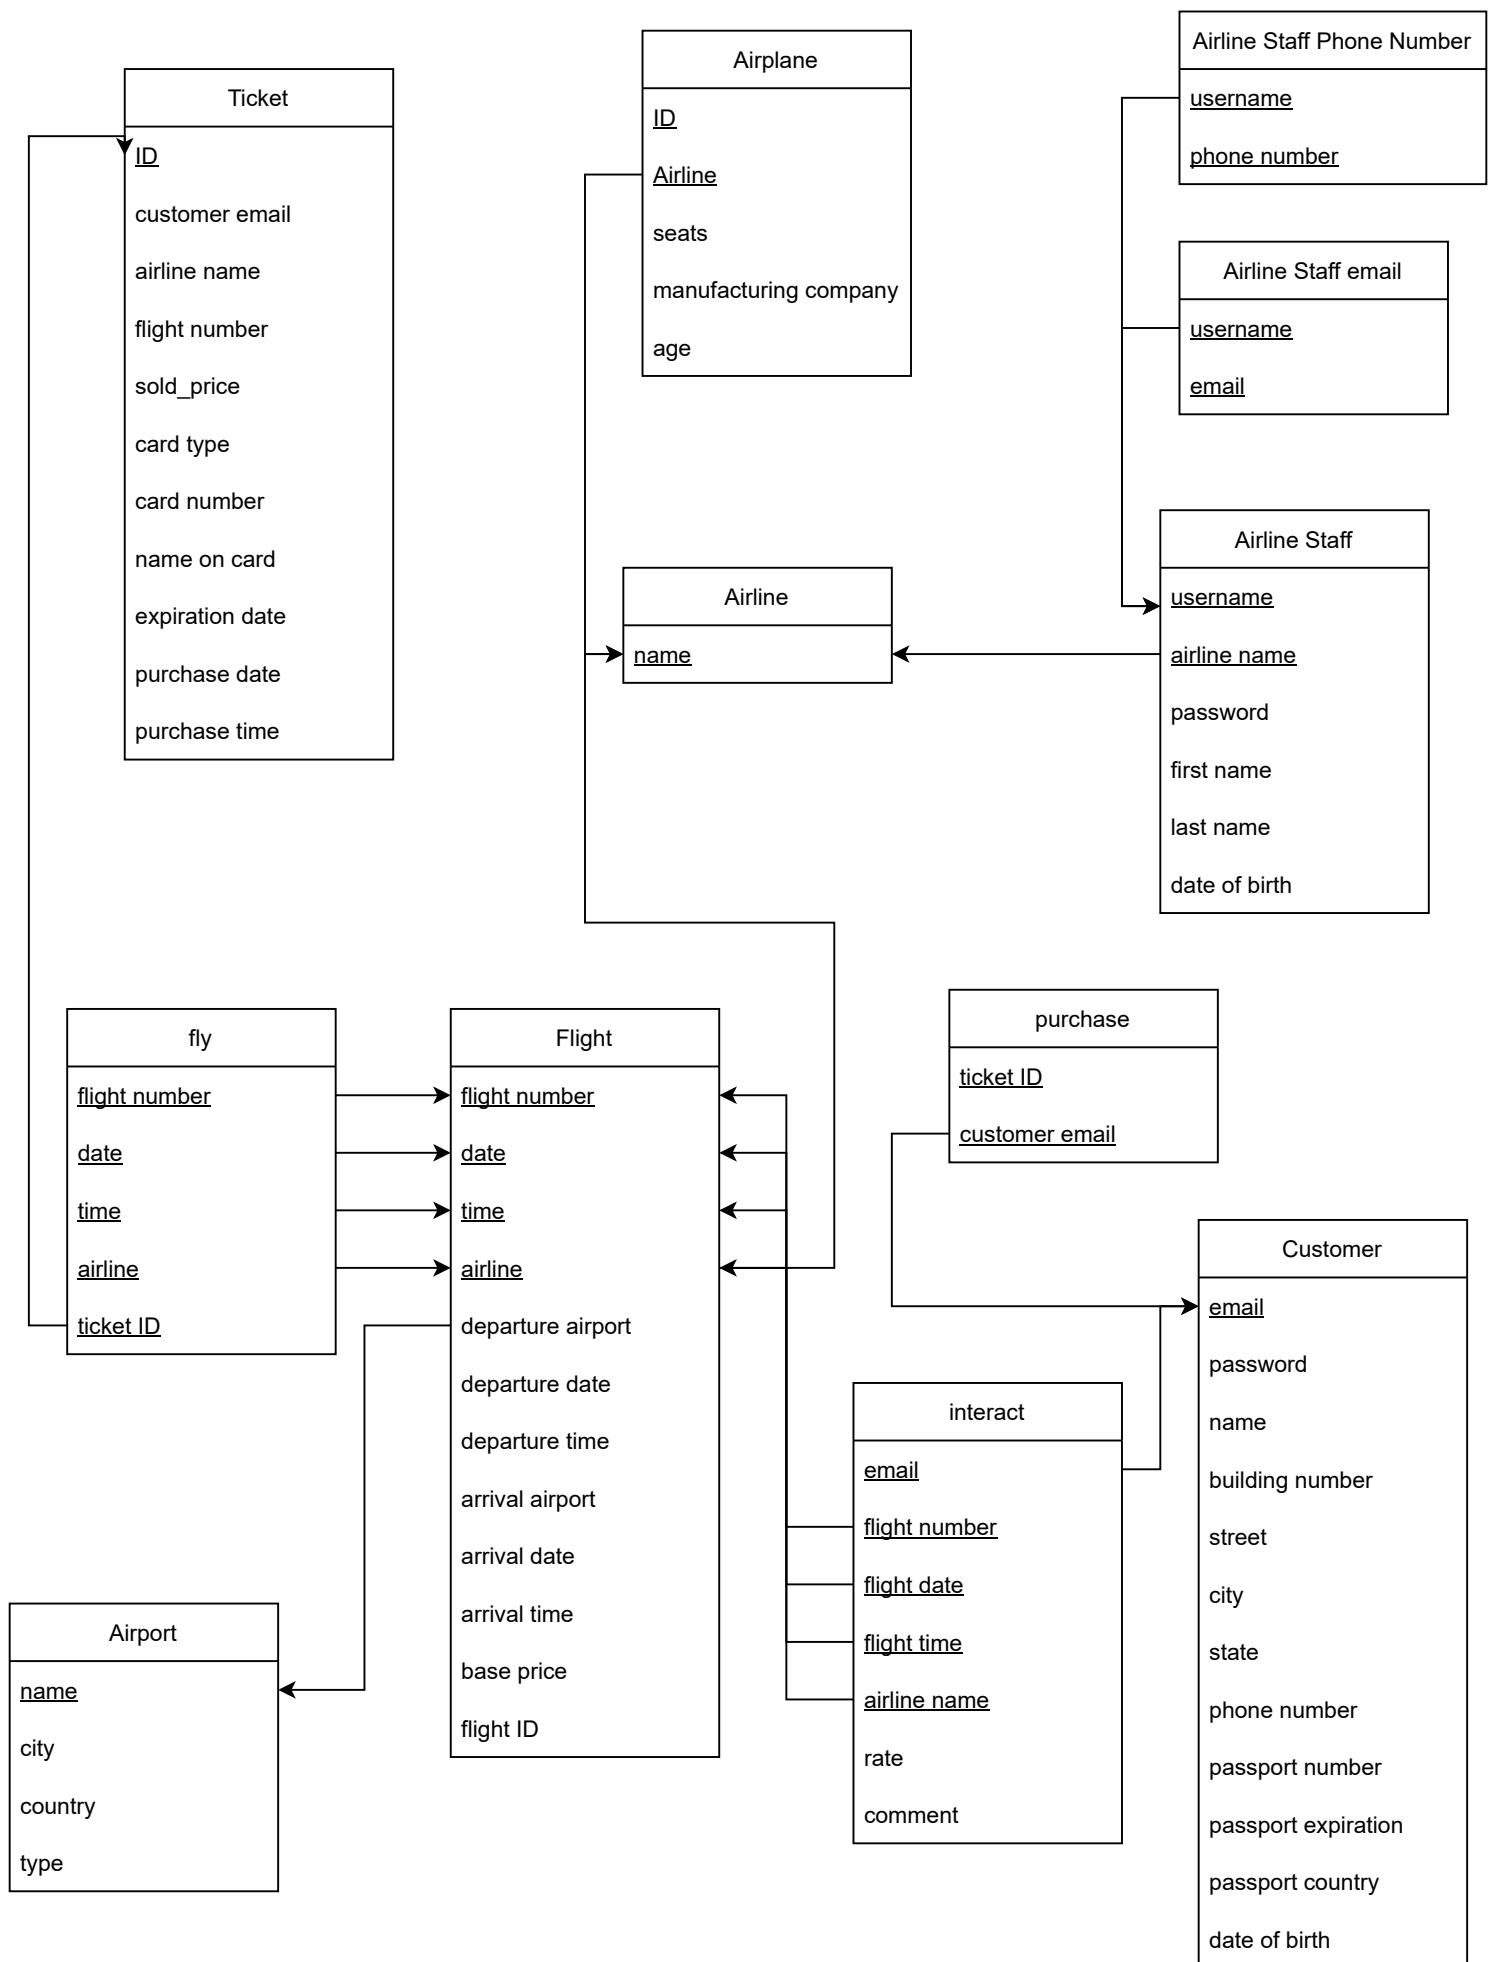 Ticket
ID
customer email
airline name
flight number
sold_price
card type
card number
name on card
expiration date
purchase date
purchase time
Airplane
ID
Airline
seats
manufacturing company
age
Airline Staff Phone Number
username
phone number
Airline Staff email
username
email
Airline
name
Airline Staff
username
airline name
password
first name
last name
date of birth
fly
flight number
date
time
airline
ticket ID
Flight
flight number
date
time
airline
departure airport
departure date
departure time
arrival airport
arrival date
arrival time
base price
flight ID
purchase
ticket ID
customer email
Customer
email
password
name
building number
street
city
state
phone number
passport number
passport expiration
passport country
date of birth
interact
email
flight number
flight date
flight time
airline name
rate
comment
Airport
name
city
country
type